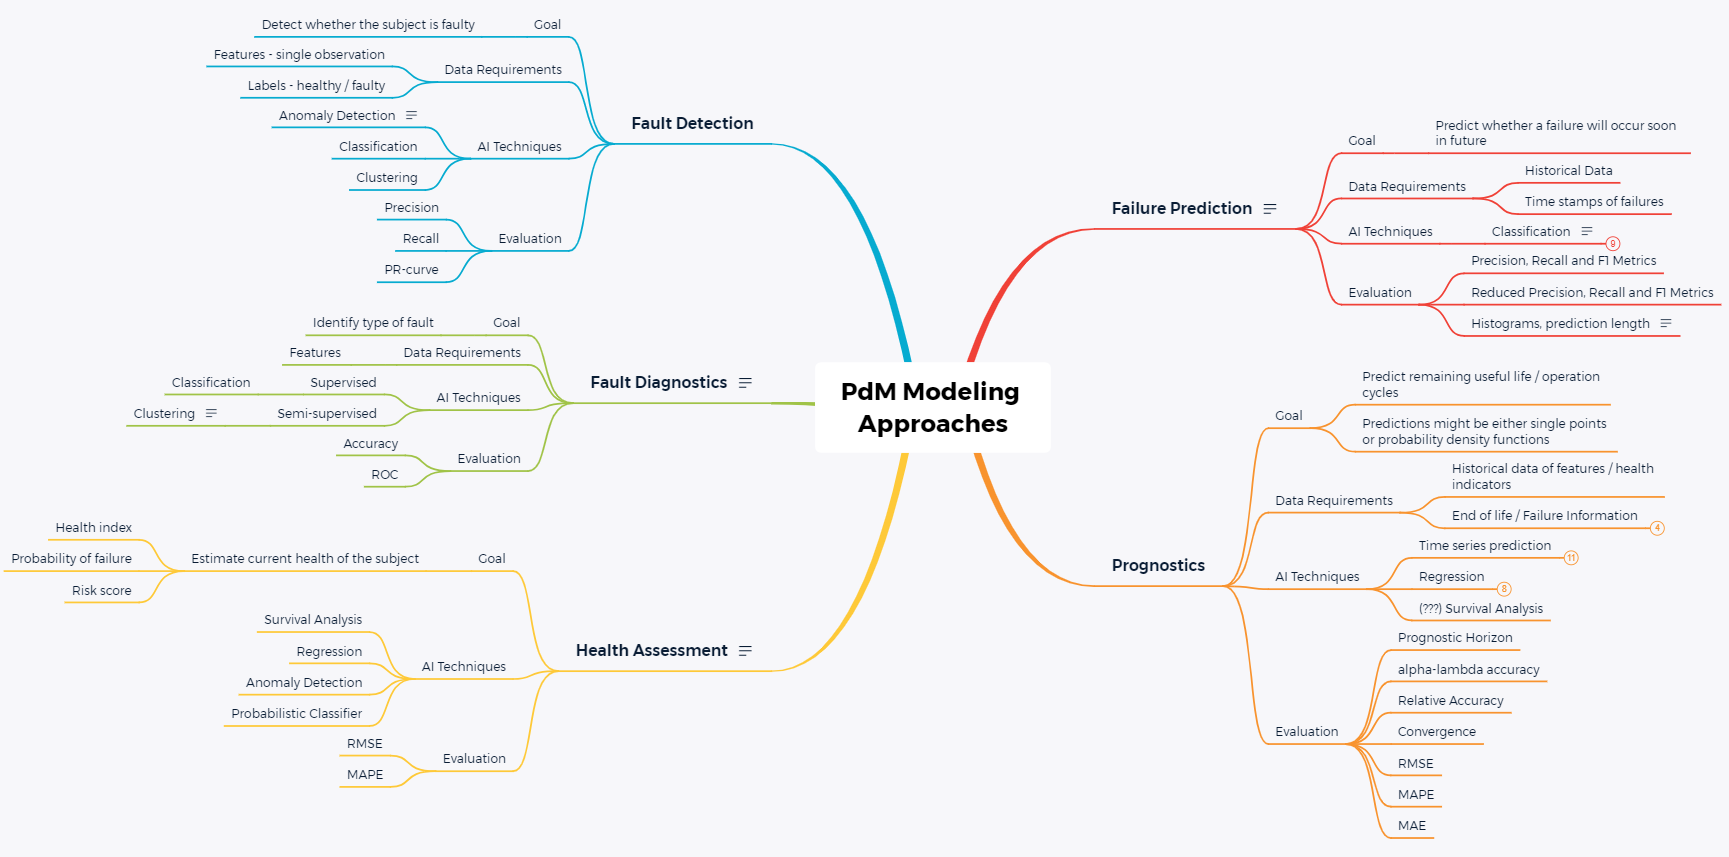 PdM Modeling
Approaches
Fault Detection
Goal
Detect whether the subject is faulty
Data Requirements
Features - single observation
Labels - healthy / faulty
AI Techniques
Anomaly Detection
Classification
Clustering
Evaluation
Precision
Recall
PR-curve
Fault Diagnostics
Goal
Identify type of fault
Data Requirements
Features
AI Techniques
Supervised
Classification
Semi-supervised
Clustering
Evaluation
Accuracy
ROC
Health Assessment
Goal
Estimate current health of the subject
Health index
Probability of failure
Risk score
AI Techniques
Survival Analysis
Regression
Anomaly Detection
Probabilistic Classifier
Evaluation
RMSE
MAPE
Failure Prediction
Goal
Predict whether a failure will occur soon
in future
Data Requirements
Historical Data
Time stamps of failures
AI Techniques
Classification
9
Evaluation
Precision, Recall and F1 Metrics
Reduced Precision, Recall and F1 Metrics
Histograms, prediction length
Prognostics
Goal
Predict remaining useful life / operation
cycles
Predictions might be either single points
or probability density functions
Data Requirements
Historical data of features / health
indicators
End of life / Failure Information
4
AI Techniques
Time series prediction
11
Regression
8
(???) Survival Analysis
Evaluation
Prognostic Horizon
alpha-lambda accuracy
Relative Accuracy
Convergence
RMSE
MAPE
MAE